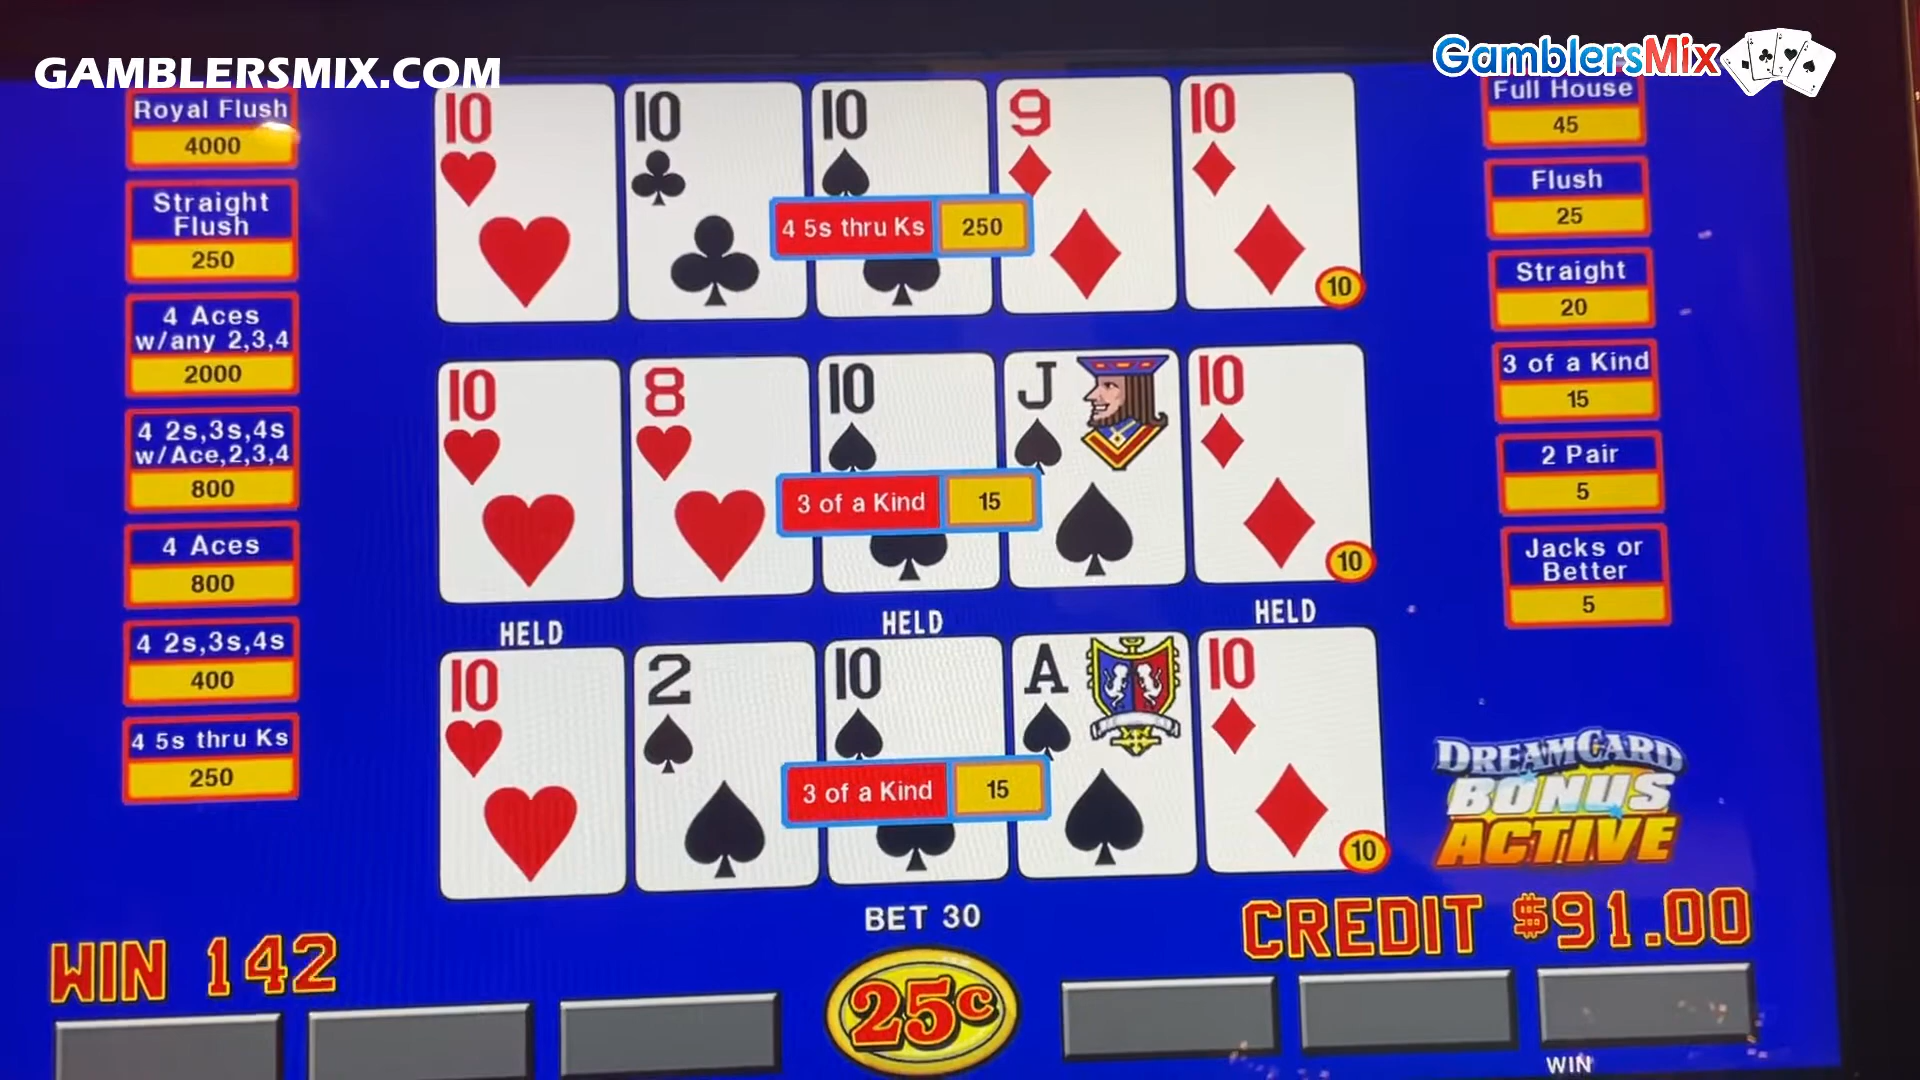 GAMBLERSMIX.COM
GamblersMix
Royal Flush
4000
Straight
Flush
250
4 Aces
w/any 2,3,4
2000
4 2s,3s,4s
w/Ace,2,3,4
800
4 Aces
800
4 2s,3s,4s
400
4 5s thru Ks
250
10
10
10
9
10
4 5s thru Ks 250
10
10
8
10
J
10
3 of a Kind 15
10
HELD
HELD
HELD
10
2
10
A
10
3 of a Kind 15
10
Full House
45
Flush
25
Straight
20
3 of a Kind
15
2 Pair
5
Jacks or
Better
5
DREAMCARD
BONUS
ACTIVE
BET 30
WIN 142
CREDIT $91.00
25¢
WIN